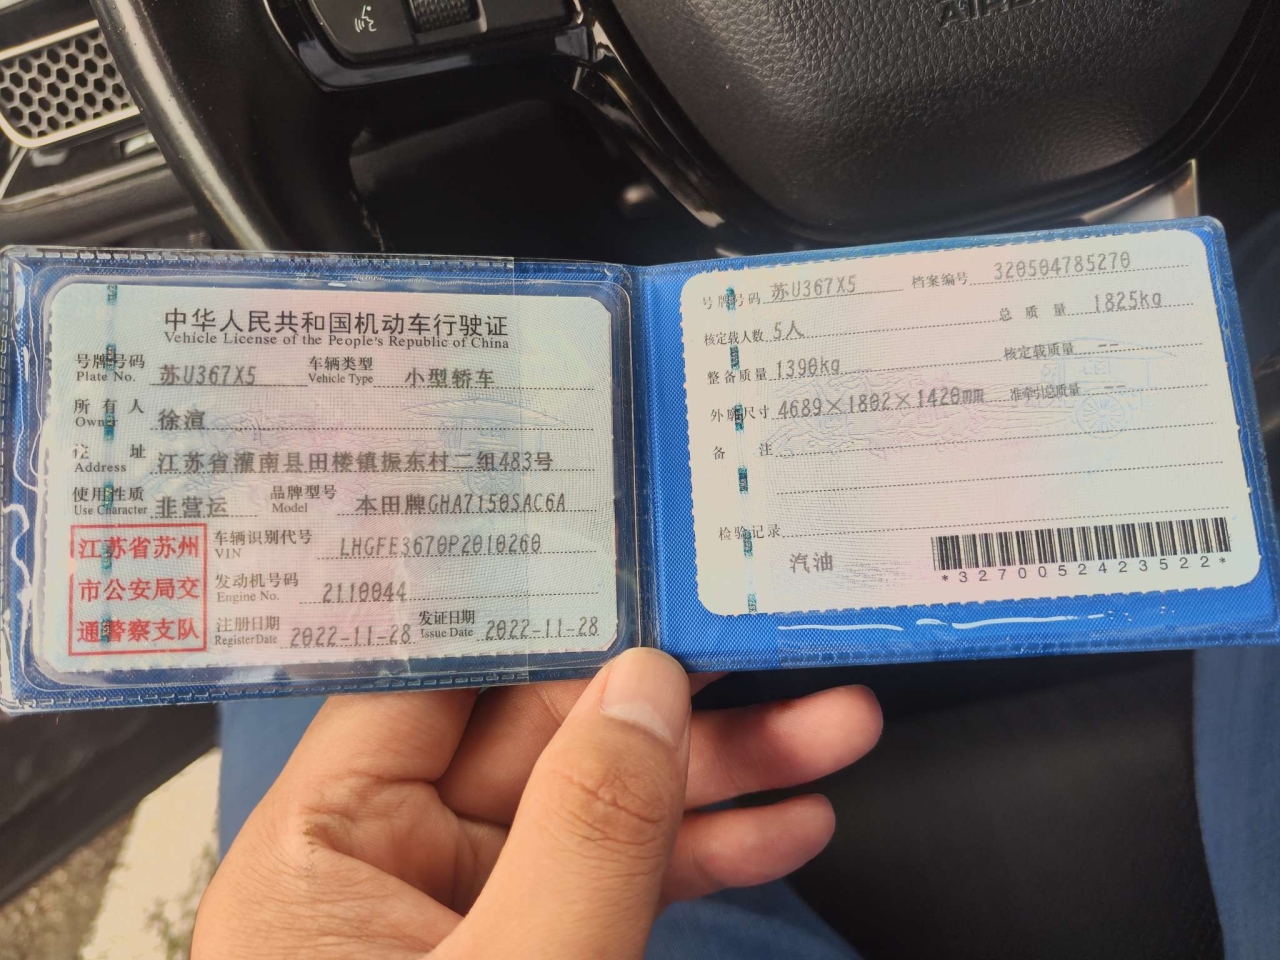 中华人民共和国机动车行驶证
Vehicle License of the People's Republic of China
号牌号码 苏U367X5 车辆类型 小型轿车
Plate No. Vehicle Type
所有人 徐渲
Owner
住址 江苏省灌南县田楼镇振东村二组483号
Address
使用性质 非营运 品牌型号 本田牌GHA7150SAC6A
Use Character Model
江苏省苏州
市公安局交
通警察支队
车辆识别代号 LHGFE3670P2010260
VIN
发动机号码 2110044
Engine No.
注册日期 2022-11-28 发证日期 2022-11-28
Register Date Issue Date
号牌号码 苏U367X5 档案编号 320504785270
核定载人数 5人 总质量 1825kg
整备质量 1390kg 核定载质量 --
外廓尺寸 4689×1802×1420mm 准牵引总质量 --
备注
检验记录
汽油
*3270052423522*